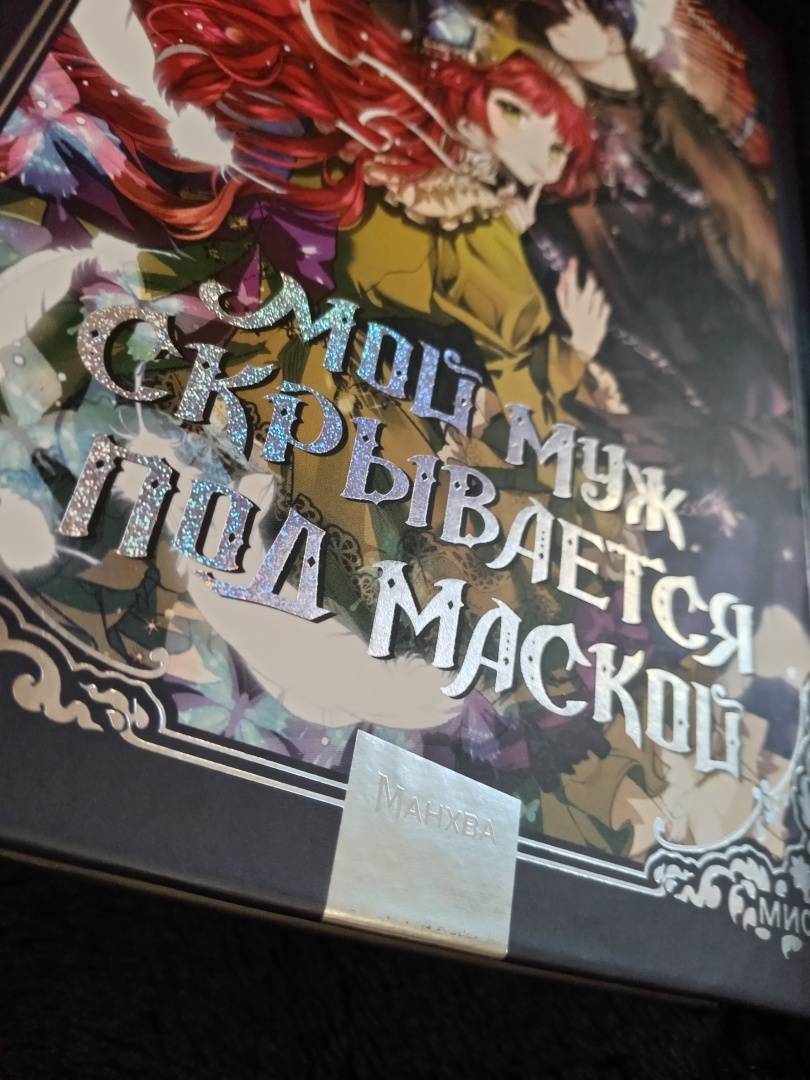 Мой муж
скрывается
под маской
Манхва